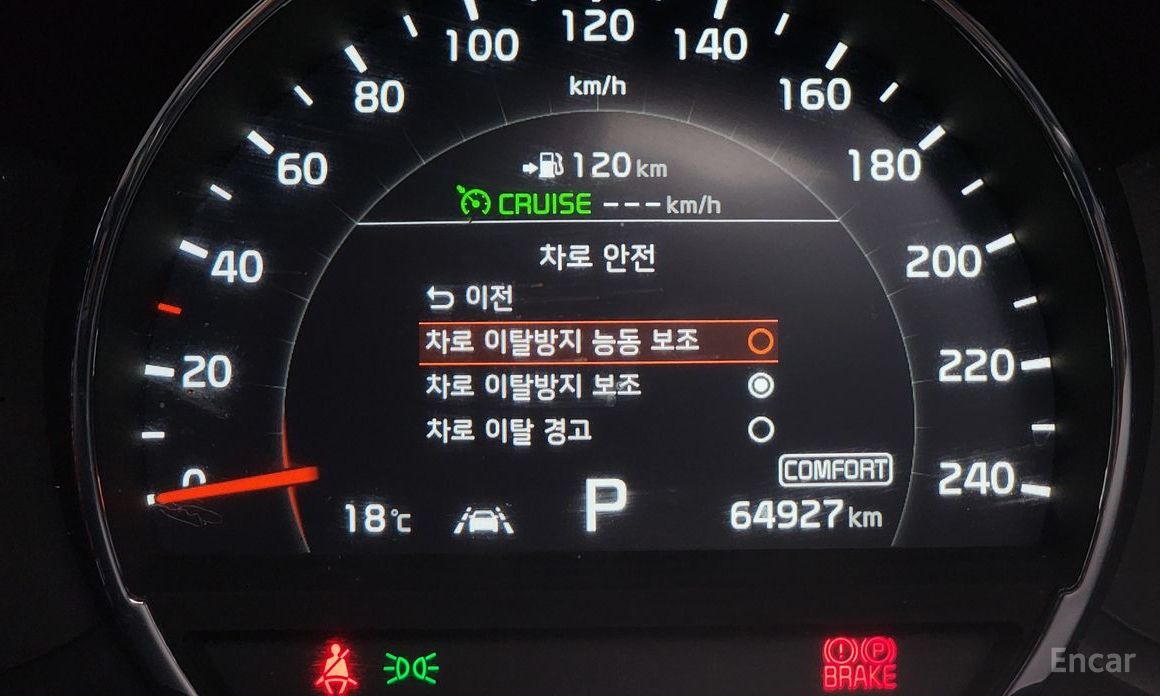 100
120
140
80
km/h
160
60
120 km
180
CRUISE ---km/h
차로 안전
40
200
이전
차로 이탈방지 능동 보조
20
차로 이탈방지 보조
220
차로 이탈 경고
COMFORT
0
240
18℃
P
64927 km
BRAKE
Encar